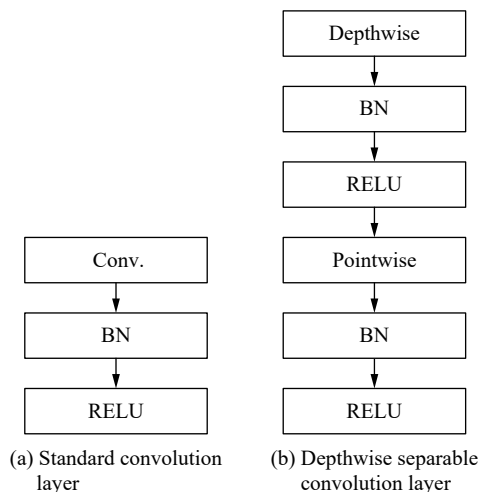 Depthwise
BN
RELU
Pointwise
BN
RELU
Conv.
BN
RELU
(a) Standard convolution
layer
(b) Depthwise separable
convolution layer